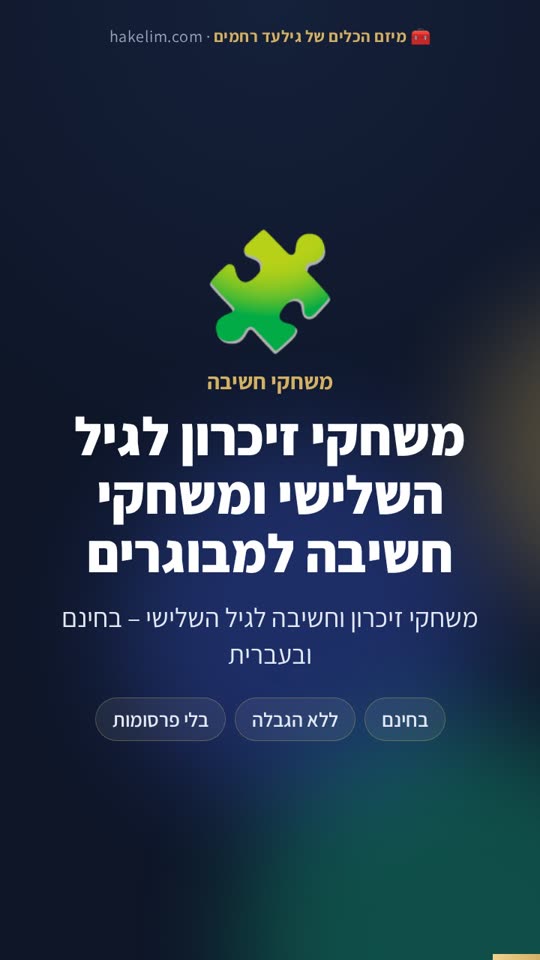 🧰 מיזם הכלים של גילעד רחמים · hakelim.com
משחקי חשיבה
משחקי זיכרון לגיל
השלישי ומשחקי
חשיבה למבוגרים
משחקי זיכרון וחשיבה לגיל השלישי – בחינם
ובעברית
בחינם
ללא הגבלה
בלי פרסומות